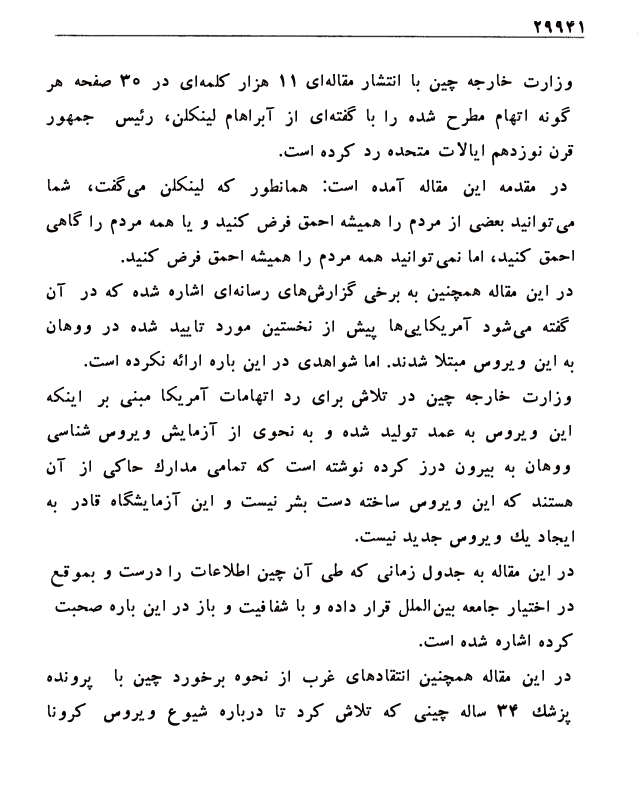 ۲۹۹۴۱
وزارت خارجه چین با انتشار مقاله‌ای ۱۱ هزار کلمه‌ای در ۳۰ صفحه هر
گونه اتهام مطرح شده را با گفته‌ای از آبراهام لینکلن، رئیس جمهور
قرن نوزدهم ایالات متحده رد کرده است.
در مقدمه این مقاله آمده است: همانطور که لینکلن می‌گفت، شما
می‌توانید بعضی از مردم را همیشه احمق فرض کنید و یا همه مردم را گاهی
احمق کنید، اما نمی‌توانید همه مردم را همیشه احمق فرض کنید.
در این مقاله همچنین به برخی گزارش‌های رسانه‌ای اشاره شده که در آن
گفته می‌شود آمریکایی‌ها پیش از نخستین مورد تایید شده در ووهان
به این ویروس مبتلا شدند. اما شواهدی در این باره ارائه نکرده است.
وزارت خارجه چین در تلاش برای رد اتهامات آمریکا مبنی بر اینکه
این ویروس به عمد تولید شده و به نحوی از آزمایش ویروس شناسی
ووهان به بیرون درز کرده نوشته است که تمامی مدارك حاکی از آن
هستند که این ویروس ساخته دست بشر نیست و این آزمایشگاه قادر به
ایجاد یك ویروس جدید نیست.
در این مقاله به جدول زمانی که طی آن چین اطلاعات را درست و بموقع
در اختیار جامعه بین‌الملل قرار داده و با شفافیت و باز در این باره صحبت
کرده اشاره شده است.
در این مقاله همچنین انتقادهای غرب از نحوه برخورد چین با پرونده
پزشك ۳۴ ساله چینی که تلاش کرد تا درباره شیوع ویروس کرونا